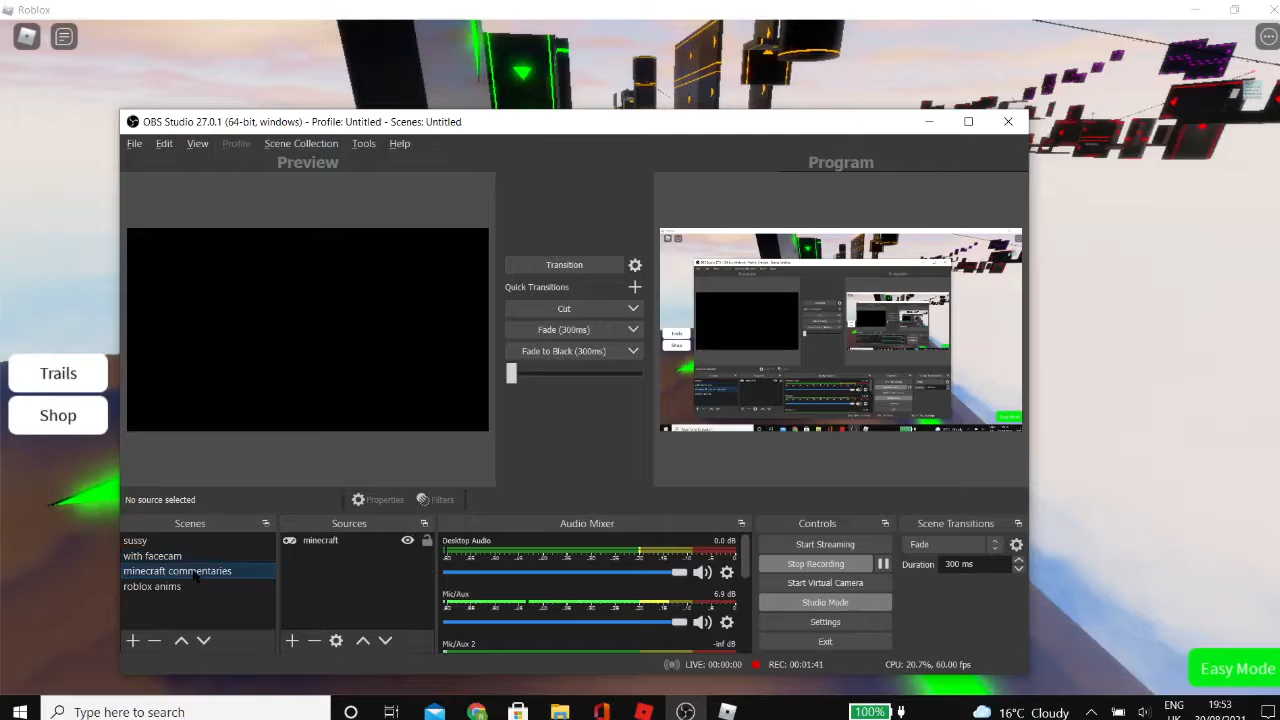 Roblox
OBS Studio 27.0.1 (64-bit, windows) - Profile: Untitled - Scenes: Untitled
File Edit View Profile Scene Collection Tools Help
Preview
Program
Transition
Quick Transitions
Cut
Fade (300ms)
Fade to Black (300ms)
Trails
Shop
No source selected
Properties
Filters
Scenes
sussy
with facecam
minecraft commentaries
roblox anims
Sources
minecraft
Audio Mixer
Desktop Audio 0.0 dB
Mic/Aux 6.9 dB
Mic/Aux 2 -inf dB
Controls
Start Streaming
Stop Recording
Start Virtual Camera
Studio Mode
Settings
Exit
Scene Transitions
Fade
Duration 300 ms
LIVE: 00:00:00 REC: 00:01:41 CPU: 20.7%, 60.00 fps
Easy Mode
Type here to search
100%
16°C Cloudy
ENG
UK
19:53
30/08/2021